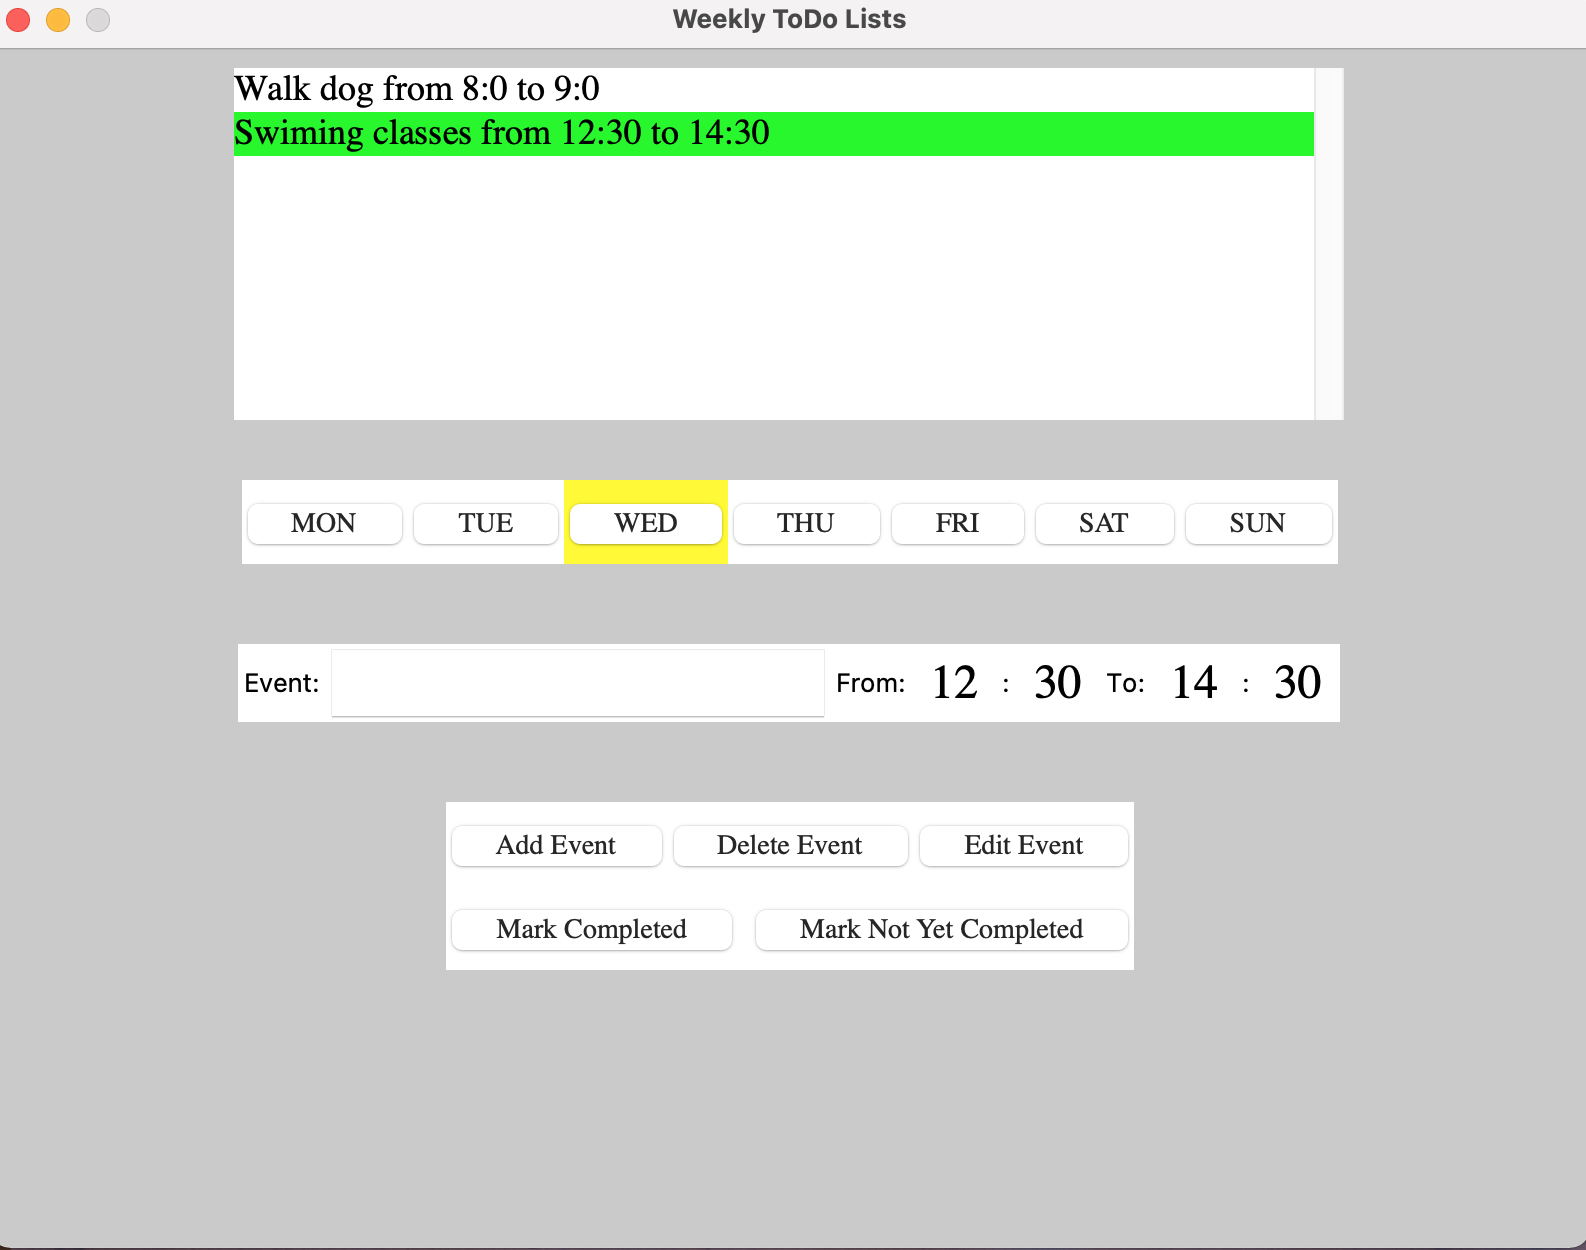 Weekly ToDo Lists
Walk dog from 8:0 to 9:0
Swiming classes from 12:30 to 14:30
MON TUE WED THU FRI SAT SUN
Event: From: 12 : 30 To: 14 : 30
Add Event Delete Event Edit Event
Mark Completed Mark Not Yet Completed